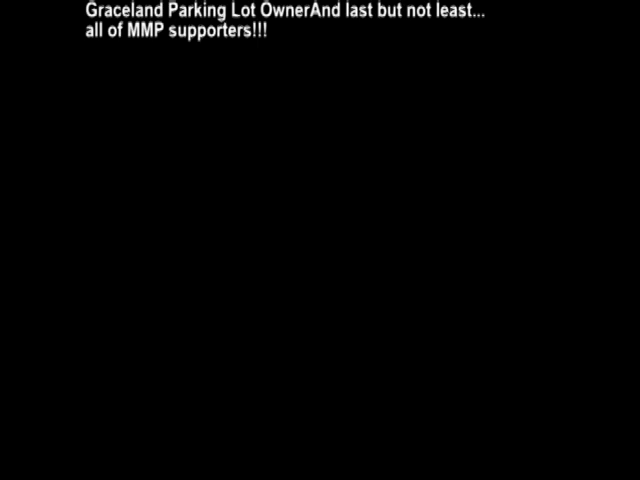 Graceland Parking Lot OwnerAnd last but not least...
all of MMP supporters!!!